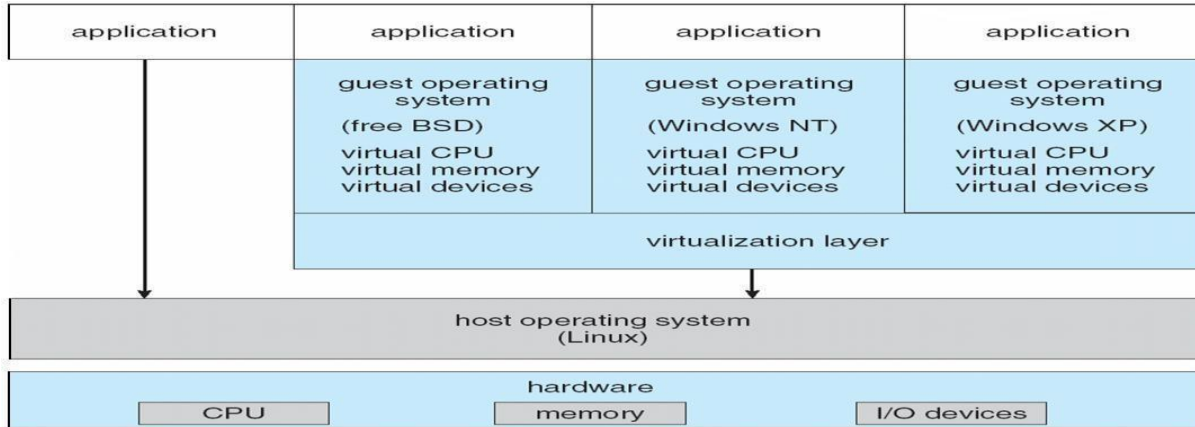 application
application
application
application
guest operating
system
(free BSD)
virtual CPU
virtual memory
virtual devices
guest operating
system
(Windows NT)
virtual CPU
virtual memory
virtual devices
guest operating
system
(Windows XP)
virtual CPU
virtual memory
virtual devices
virtualization layer
host operating system
(Linux)
hardware
CPU
memory
I/O devices